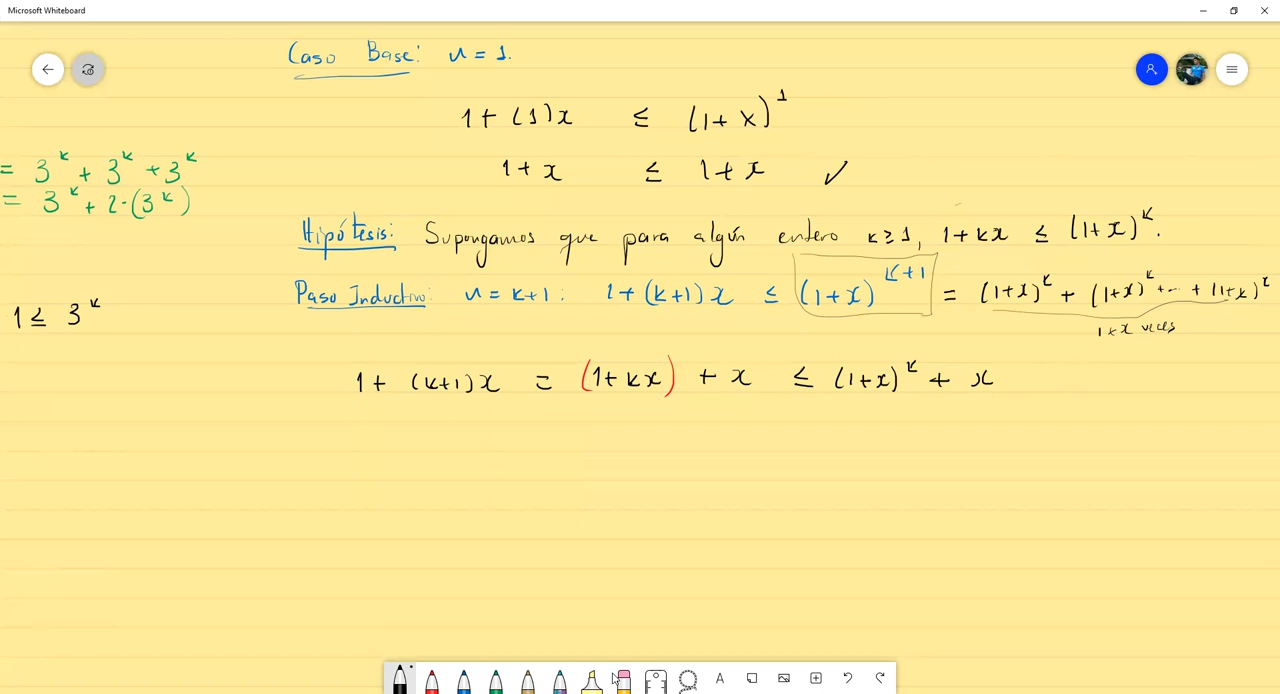 Microsoft Whiteboard
Caso Base: n = 1.
1 + (1)x ≤ (1+x)^1
1 + x ≤ 1 + x ✓
= 3^k + 3^k + 3^k
= 3^k + 2·(3^k)
Hipótesis: Supongamos que para algún entero k ≥ 1, 1 + kx ≤ (1+x)^k.
Paso Inductivo: n = k+1: 1 + (k+1)x ≤ (1+x)^{k+1} = (1+x)^k + (1+x)^k + ... + (1+x)^k
1+x veces
1 ≤ 3^k
1 + (k+1)x = (1+kx) + x ≤ (1+x)^k + x
A